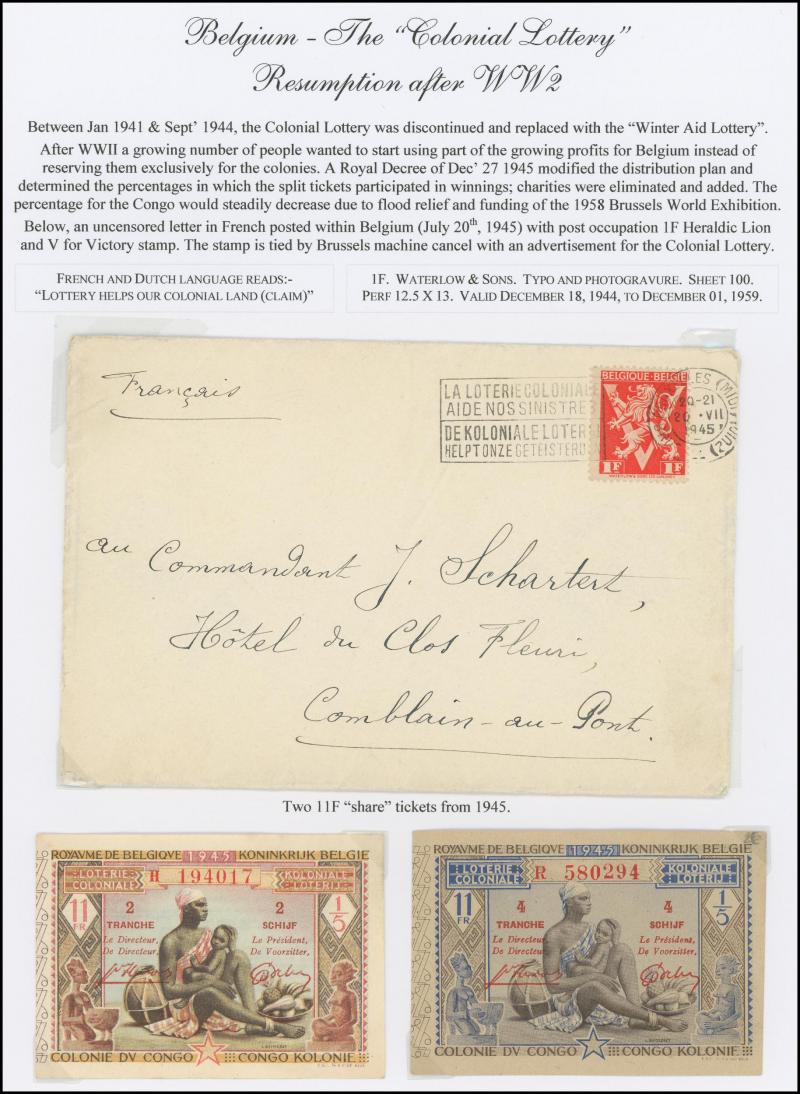 Belgium - The "Colonial Lottery"
Resumption after WW2
Between Jan 1941 & Sept' 1944, the Colonial Lottery was discontinued and replaced with the "Winter Aid Lottery".
After WWII a growing number of people wanted to start using part of the growing profits for Belgium instead of
reserving them exclusively for the colonies. A Royal Decree of Dec' 27 1945 modified the distribution plan and
determined the percentages in which the split tickets participated in winnings; charities were eliminated and added. The
percentage for the Congo would steadily decrease due to flood relief and funding of the 1958 Brussels World Exhibition.
Below, an uncensored letter in French posted within Belgium (July 20th, 1945) with post occupation 1F Heraldic Lion
and V for Victory stamp. The stamp is tied by Brussels machine cancel with an advertisement for the Colonial Lottery.
FRENCH AND DUTCH LANGUAGE READS:-
"LOTTERY HELPS OUR COLONIAL LAND (CLAIM)"
1F. WATERLOW & SONS. TYPO AND PHOTOGRAVURE. SHEET 100.
PERF 12.5 X 13. VALID DECEMBER 18, 1944, TO DECEMBER 01, 1959.
Français
LA LOTERIE COLONIALE
AIDE NOS SINISTRE
DE KOLONIALE LOTER
HELPT ONZE GETEISTERD
BELGIQUE-BELGIE
1F 1F
20-21
20 VII
1945
au Commandant J. Schartert,
Hôtel du Clos Fleuri,
Comblain-au-Pont.
Two 11F "share" tickets from 1945.
ROYAVME DE BELGIQVE 1945 KONINKRIJK BELGIE
LOTERIE COLONIALE
H 194017
KOLONIALE LOTERIJ
11 FR
2 TRANCHE
2 SCHIJF
1/5
Le Directeur,
De Directeur,
Le Président,
De Voorzitter,
COLONIE DV CONGO CONGO KOLONIE
ROYAVME DE BELGIQVE 1945 KONINKRIJK BELGIE
LOTERIE COLONIALE
R 580294
KOLONIALE LOTERIJ
11 FR
4 TRANCHE
4 SCHIJF
1/5
Le Directeur,
De Directeur,
Le Président,
De Voorzitter,
COLONIE DV CONGO CONGO KOLONIE